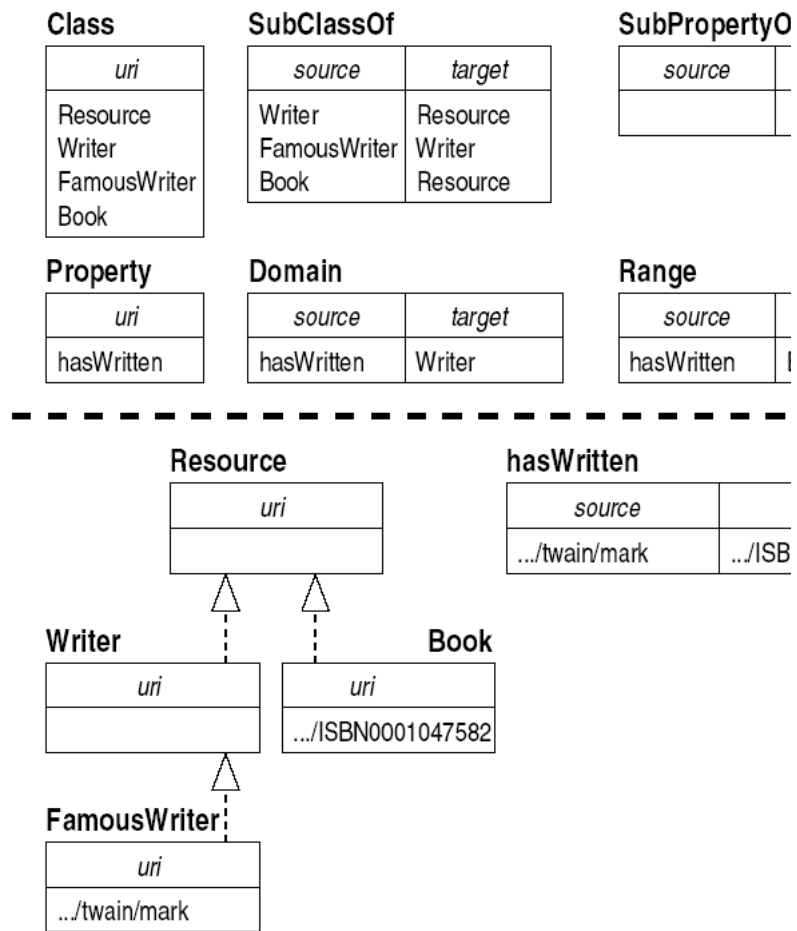 Class SubClassOf SubPropertyO
uri source target source
Resource Writer Resource
Writer FamousWriter Writer
FamousWriter Book Resource
Book
Property Domain Range
uri source target source
hasWritten hasWritten Writer hasWritten
Resource hasWritten
uri source
.../twain/mark .../ISB
Writer Book
uri uri
.../ISBN0001047582
FamousWriter
uri
.../twain/mark